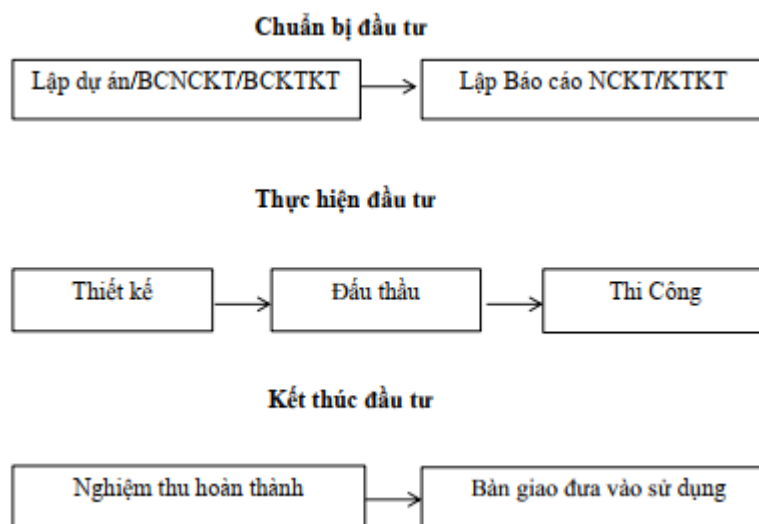 Chuẩn bị đầu tư
Lập dự án/BCNCKT/BCKTKT
Lập Báo cáo NCKT/KTKT
Thực hiện đầu tư
Thiết kế
Đấu thầu
Thi Công
Kết thúc đầu tư
Nghiệm thu hoàn thành
Bàn giao đưa vào sử dụng